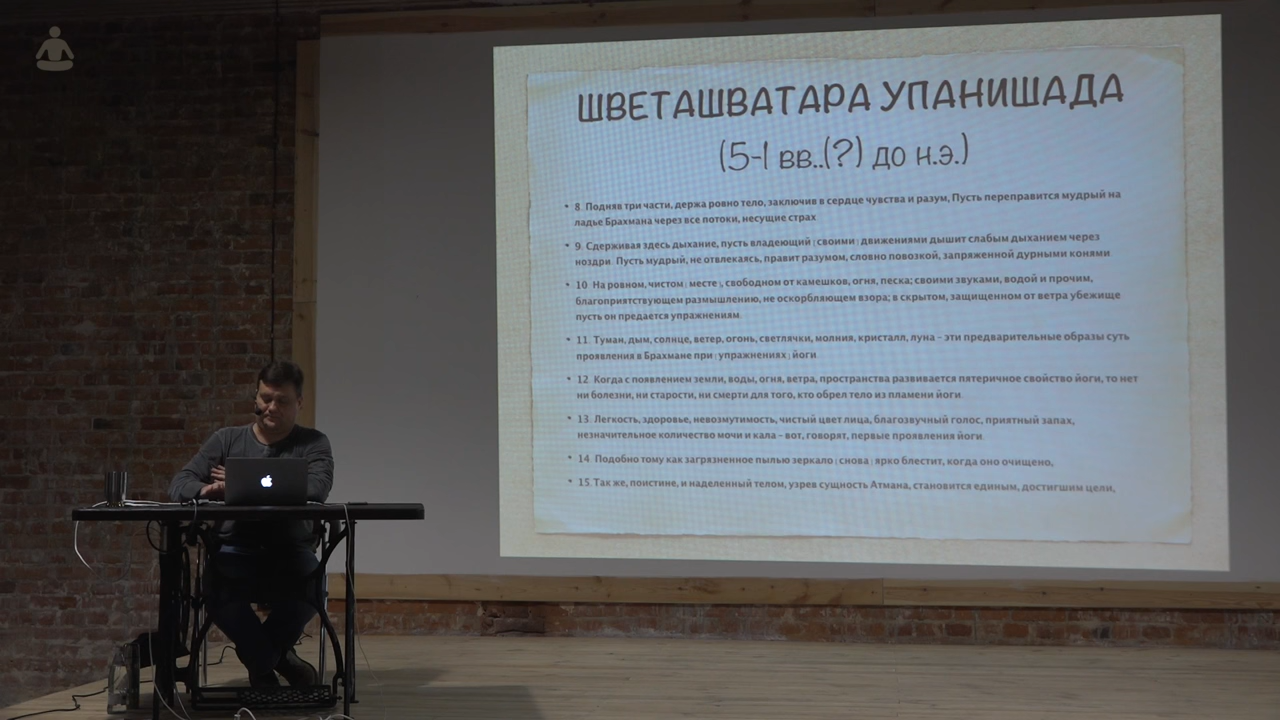 ШВЕТАШВАТАРА УПАНИШАДА
(5-1 вв..(?) до н.э.)
• 8. Подняв три части, держа ровно тело, заключив в сердце чувства и разум, Пусть переправится мудрый на
ладье Брахмана через все потоки, несущие страх
• 9. Сдерживая здесь дыхание, пусть владеющий (своими) движениями дышит слабым дыханием через
ноздри. Пусть мудрый, не отвлекаясь, правит разумом, словно повозкой, запряженной дурными конями
• 10. На ровном, чистом (месте), свободном от камешков, огня, песка; своими звуками, водой и прочим,
благоприятствующем размышлению, не оскорбляющем взора; в скрытом, защищенном от ветра убежище
пусть он предается упражнениям.
• 11. Туман, дым, солнце, ветер, огонь, светлячки, молния, кристалл, луна – эти предварительные образы суть
проявления в Брахмане при (упражнениях) йоги
• 12. Когда с появлением земли, воды, огня, ветра, пространства развивается пятеричное свойство йоги, то нет
ни болезни, ни старости, ни смерти для того, кто обрел тело из пламени йоги.
• 13. Легкость, здоровье, невозмутимость, чистый цвет лица, благозвучный голос, приятный запах,
незначительное количество мочи и кала – вот, говорят, первые проявления йоги.
• 14. Подобно тому как загрязненное пылью зеркало (снова) ярко блестит, когда оно очищено,
• 15. Так же, поистине, и наделенный телом, узрев сущность Атмана, становится единым, достигшим цели,